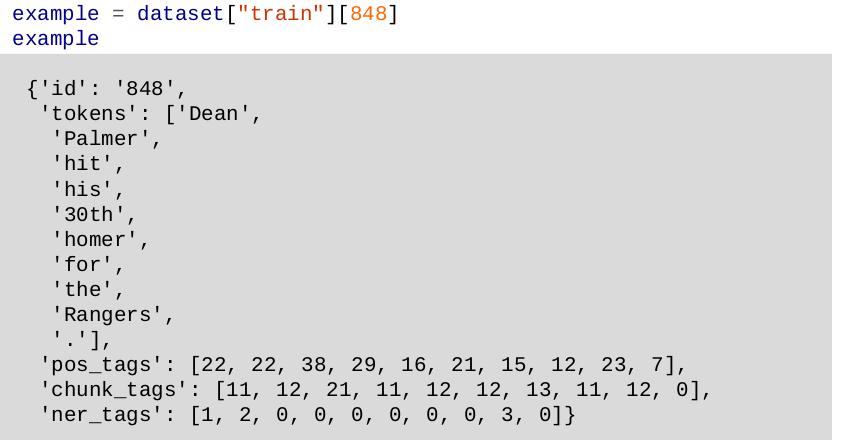 example = dataset["train"][848]
example
{'id': '848',
'tokens': ['Dean',
'Palmer',
'hit',
'his',
'30th',
'homer',
'for',
'the',
'Rangers',
'.'],
'pos_tags': [22, 22, 38, 29, 16, 21, 15, 12, 23, 7],
'chunk_tags': [11, 12, 21, 11, 12, 12, 13, 11, 12, 0],
'ner_tags': [1, 2, 0, 0, 0, 0, 0, 0, 3, 0]}